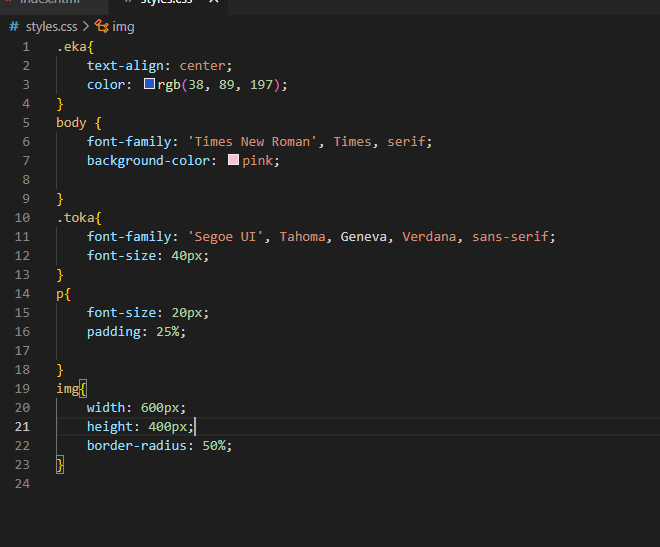 index.html styles.css
# styles.css > img
1 .eka{
2 text-align: center;
3 color: rgb(38, 89, 197);
4 }
5 body {
6 font-family: 'Times New Roman', Times, serif;
7 background-color: pink;
8
9 }
10 .toka{
11 font-family: 'Segoe UI', Tahoma, Geneva, Verdana, sans-serif;
12 font-size: 40px;
13 }
14 p{
15 font-size: 20px;
16 padding: 25%;
17
18 }
19 img{
20 width: 600px;
21 height: 400px;
22 border-radius: 50%;
23 }
24